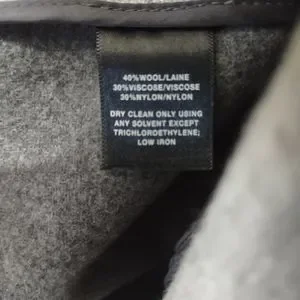 40%WOOL/LAINE
30%VISCOSE/VISCOSE
30%NYLON/NYLON
DRY CLEAN ONLY USING
ANY SOLVENT EXCEPT
TRICHLOROETHYLENE;
LOW IRON